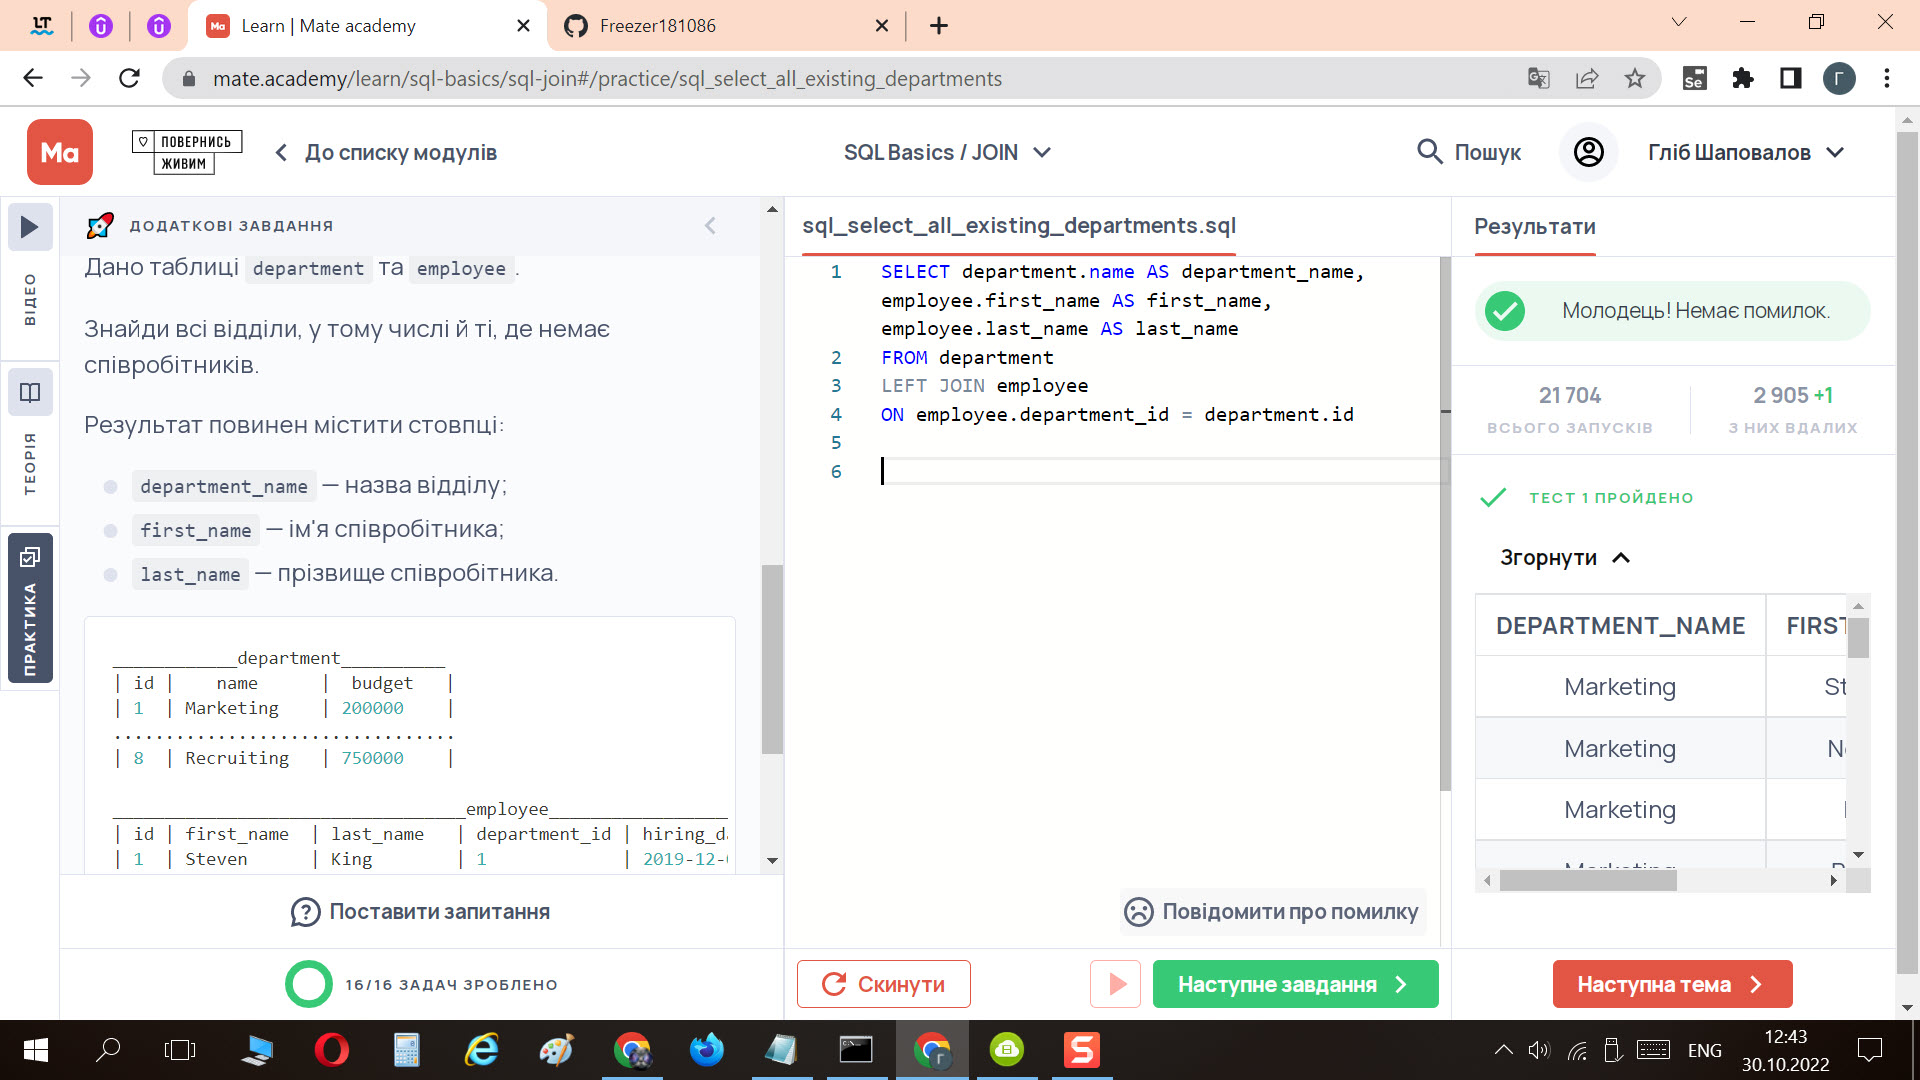 Learn | Mate academy
Freezer181086
mate.academy/learn/sql-basics/sql-join#/practice/sql_select_all_existing_departments
Ma
ПОВЕРНИСЬ
ЖИВИМ
До списку модулів
SQL Basics / JOIN
Пошук
Гліб Шаповалов
ВІДЕО
ТЕОРІЯ
ПРАКТИКА
ДОДАТКОВІ ЗАВДАННЯ
Дано таблиці department та employee.
Знайди всі відділи, у тому числі й ті, де немає
співробітників.
Результат повинен містити стовпці:
department_name — назва відділу;
first_name — ім'я співробітника;
last_name — прізвище співробітника.
____________department__________
| id |    name      |  budget   |
| 1  | Marketing    | 200000    |
.................................
| 8  | Recruiting   | 750000    |
__________________________________employee_________________
| id | first_name  | last_name   | department_id | hiring_d
| 1  | Steven      | King        | 1             | 2019-12-
Поставити запитання
16/16 ЗАДАЧ ЗРОБЛЕНО
sql_select_all_existing_departments.sql
1 SELECT department.name AS department_name,
employee.first_name AS first_name,
employee.last_name AS last_name
2 FROM department
3 LEFT JOIN employee
4 ON employee.department_id = department.id
5
6
Повідомити про помилку
Скинути
Наступне завдання
Результати
Молодець! Немає помилок.
21 704
ВСЬОГО ЗАПУСКІВ
2 905 +1
З НИХ ВДАЛИХ
ТЕСТ 1 ПРОЙДЕНО
Згорнути
DEPARTMENT_NAME FIRST
Marketing St
Marketing
Marketing
Marketing
Наступна тема
Se
Г
ENG
12:43
30.10.2022